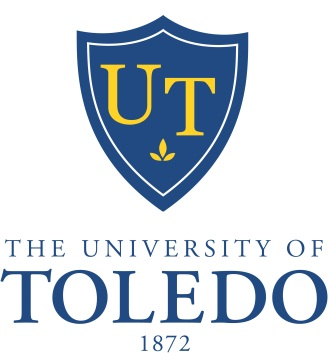 UT
THE UNIVERSITY OF
TOLEDO
1872